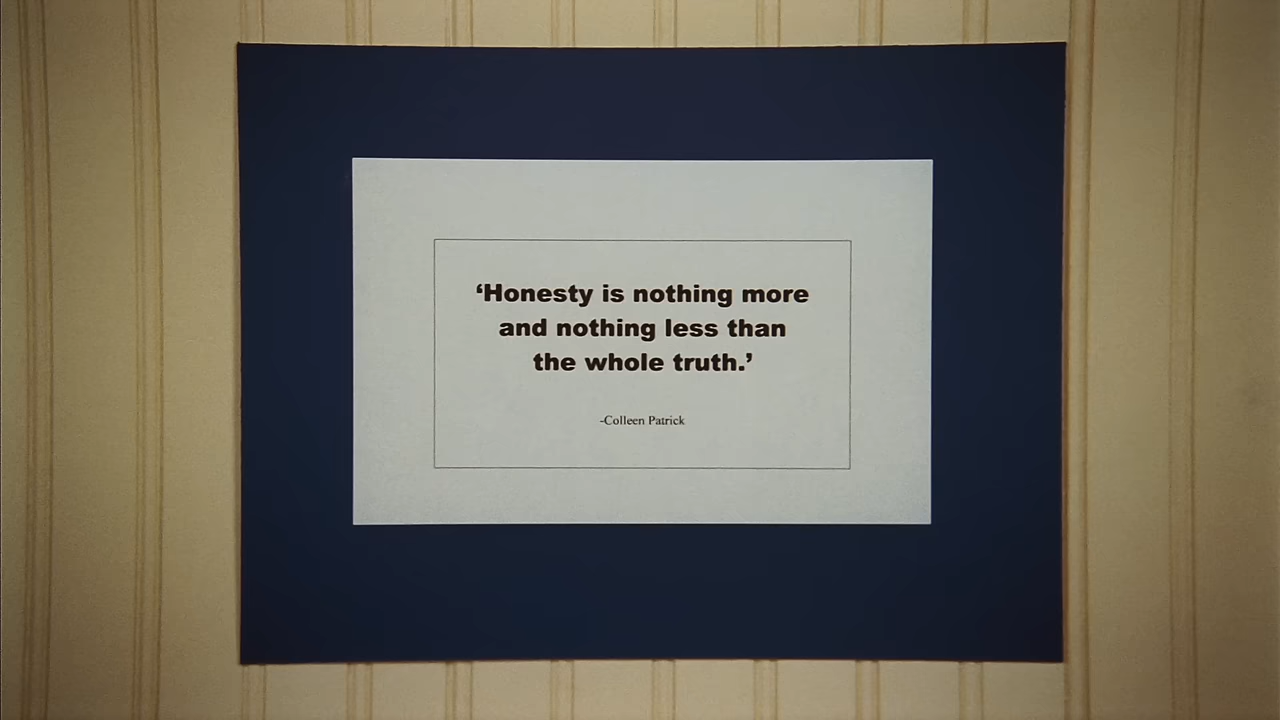 ‘Honesty is nothing more
and nothing less than
the whole truth.’
-Colleen Patrick